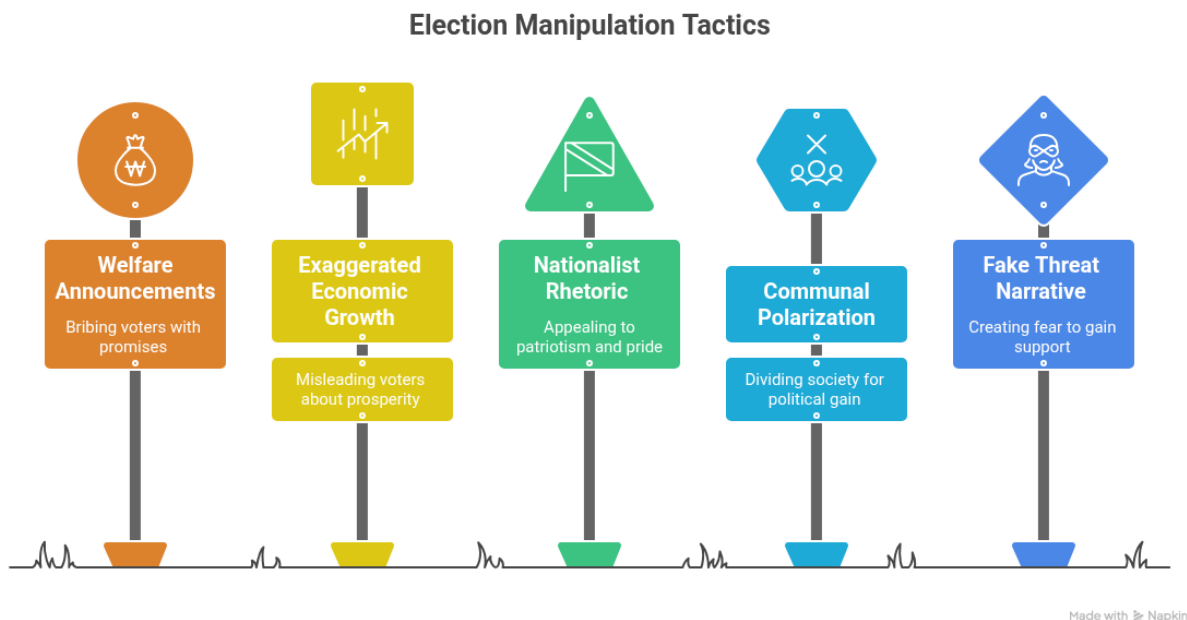 Election Manipulation Tactics
Welfare
Announcements
Bribing voters with
promises
Exaggerated
Economic
Growth
Misleading voters
about prosperity
Nationalist
Rhetoric
Appealing to
patriotism and pride
Communal
Polarization
Dividing society for
political gain
Fake Threat
Narrative
Creating fear to gain
support
Made with Napkin